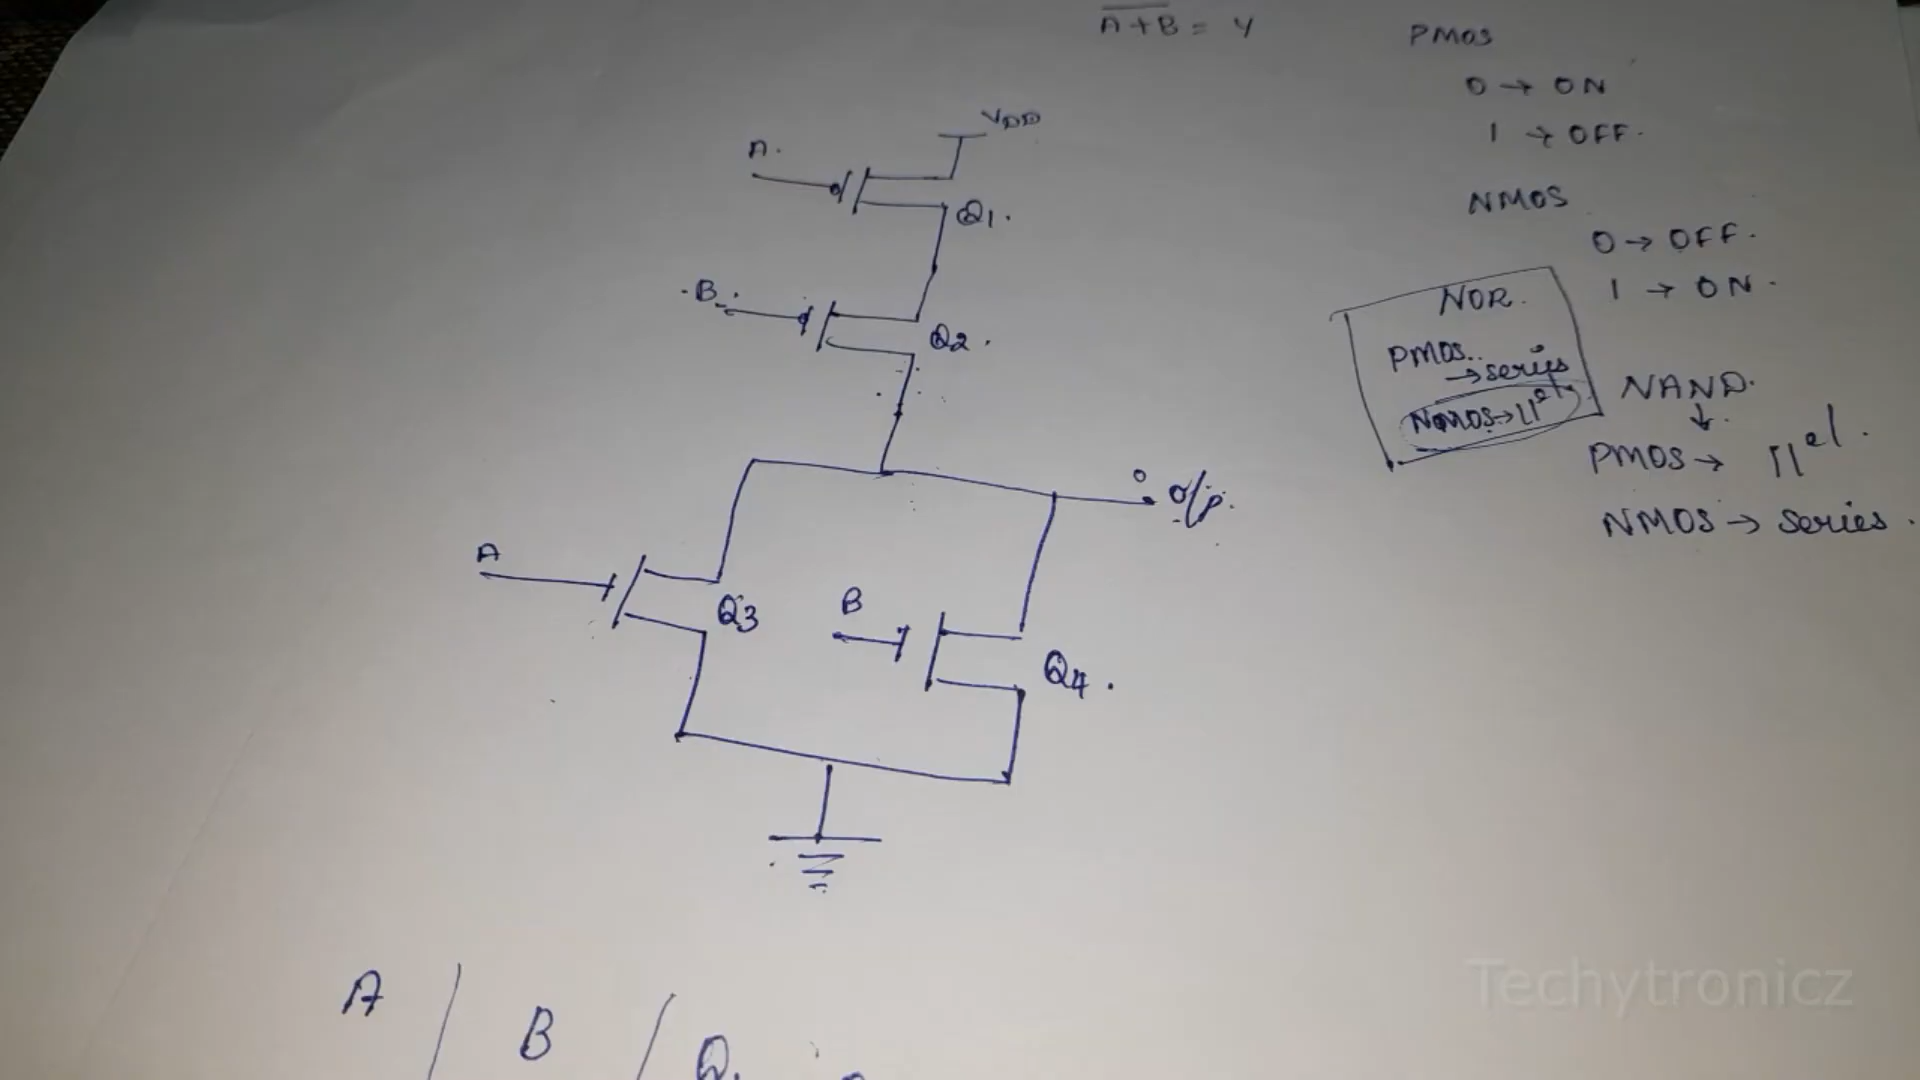 A+B = Y
PMOS
0 → ON
1 → OFF.
NMOS
0 → OFF.
1 → ON.
NOR.
PMOS..
→ series
NMOS →
NAND.
↓
PMOS → ||el.
NMOS → series.
VDD
A.
Q1.
B.
Q2.
o/p.
A
Q3
B
Q4.
A
B
Techytronicz